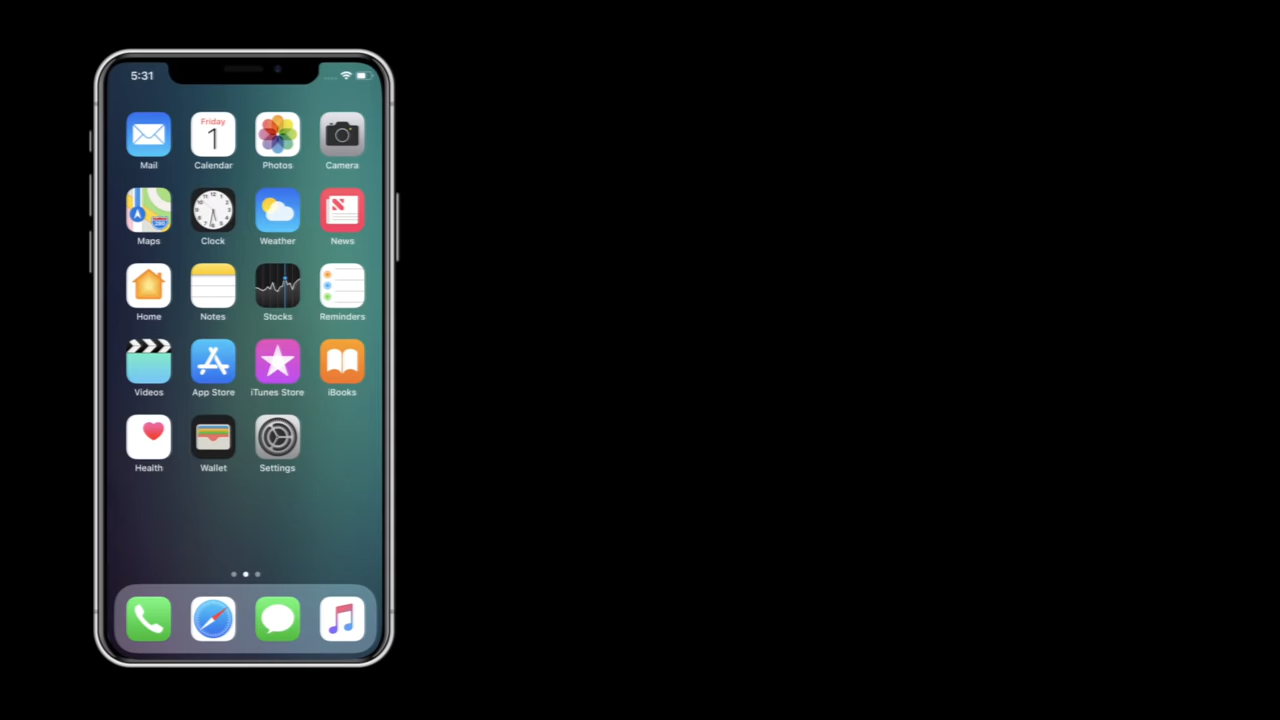 5:31
Friday
1
Mail Calendar Photos Camera
280
Maps Clock Weather News
Home Notes Stocks Reminders
Videos App Store iTunes Store iBooks
Health Wallet Settings